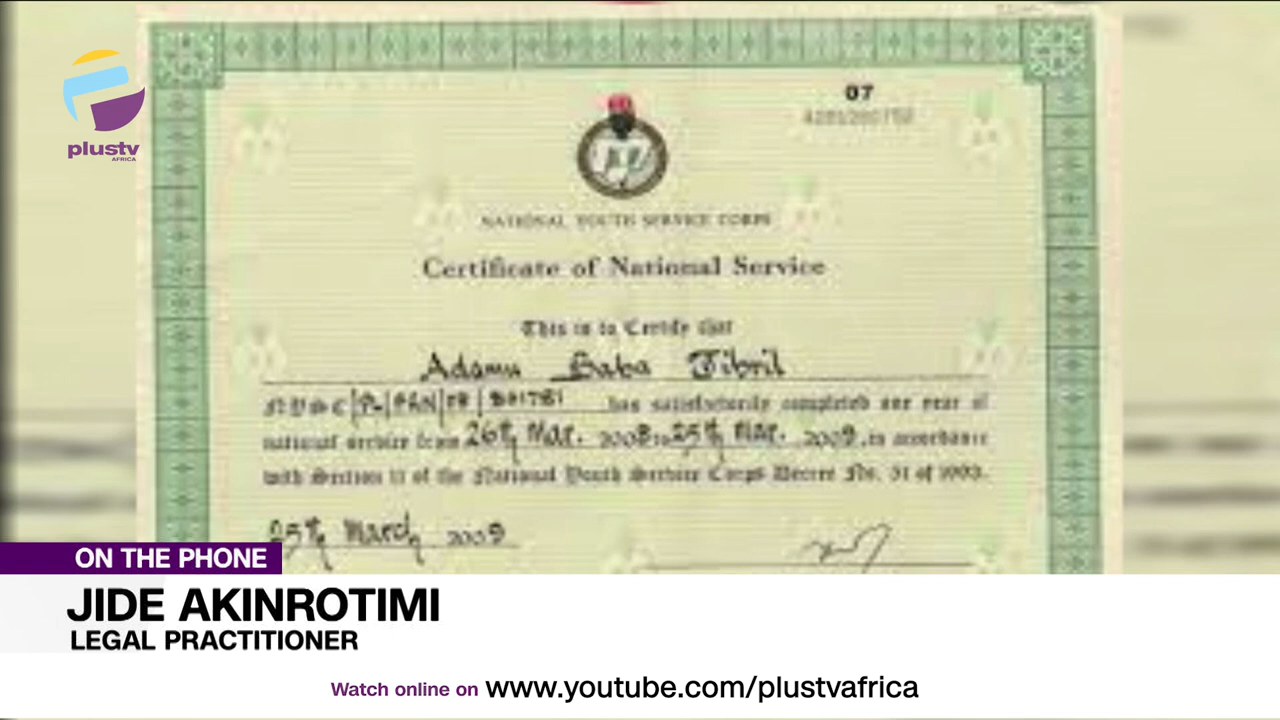 plustv
AFRICA
07
NATIONAL YOUTH SERVICE CORPS
Certificate of National Service
This is to Certify that
Adamu Baba Jibril
has satisfactorily completed one year of
national service from 26th Mar. 2008 to 25th Mar. 2009, in accordance
with Section 11 of the National Youth Service Corps Decree No. 51 of 1993.
25th March 2009
ON THE PHONE
JIDE AKINROTIMI
LEGAL PRACTITIONER
Watch online on www.youtube.com/plustvafrica